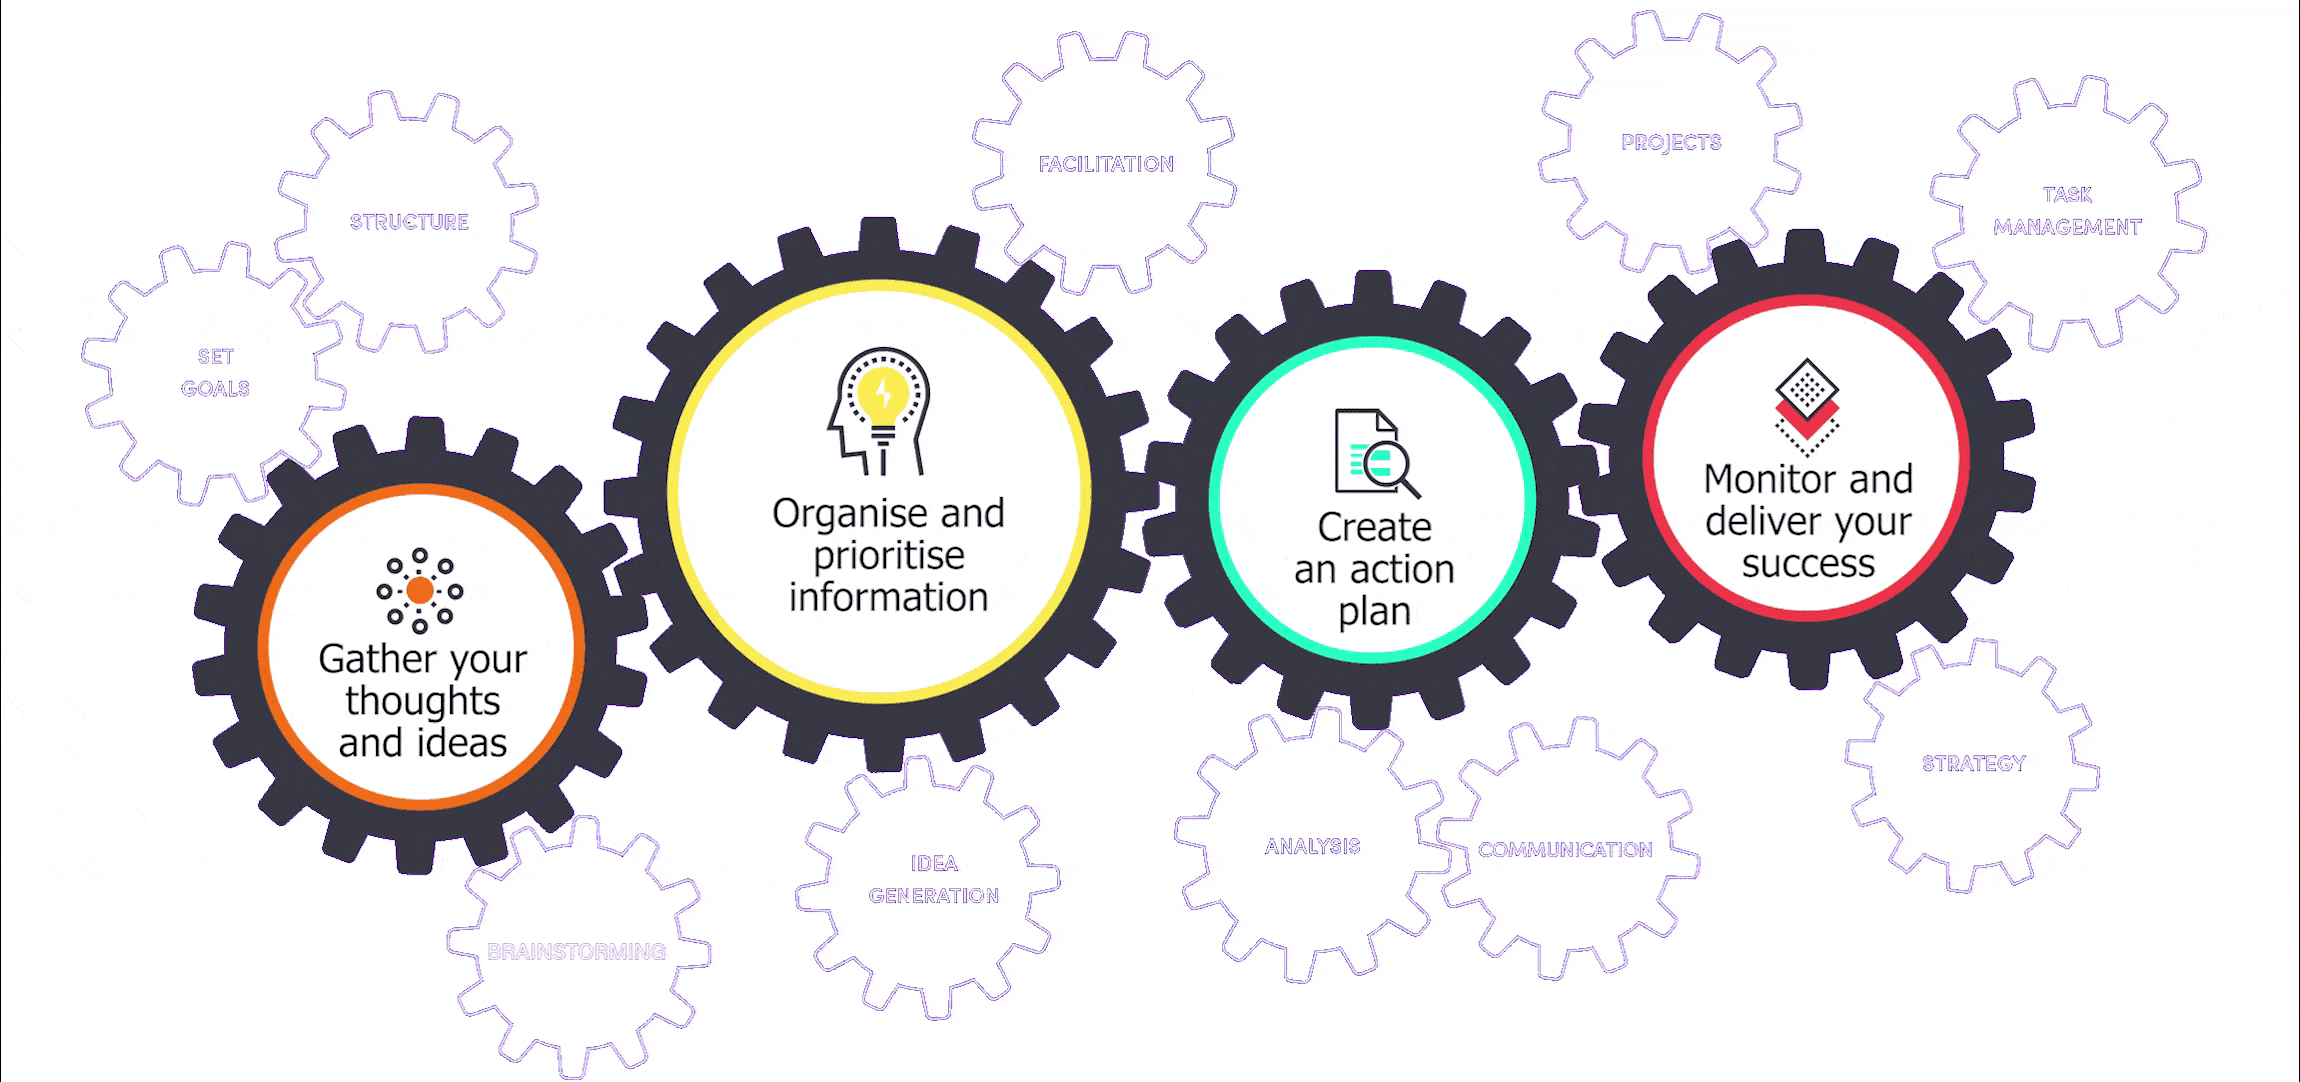 FACILITATION
PROJECTS
TASK
MANAGEMENT
STRUCTURE
SET
GOALS
Gather your
thoughts
and ideas
Organise and
prioritise
information
Create
an action
plan
Monitor and
deliver your
success
BRAINSTORMING
IDEA
GENERATION
ANALYSIS
COMMUNICATION
STRATEGY